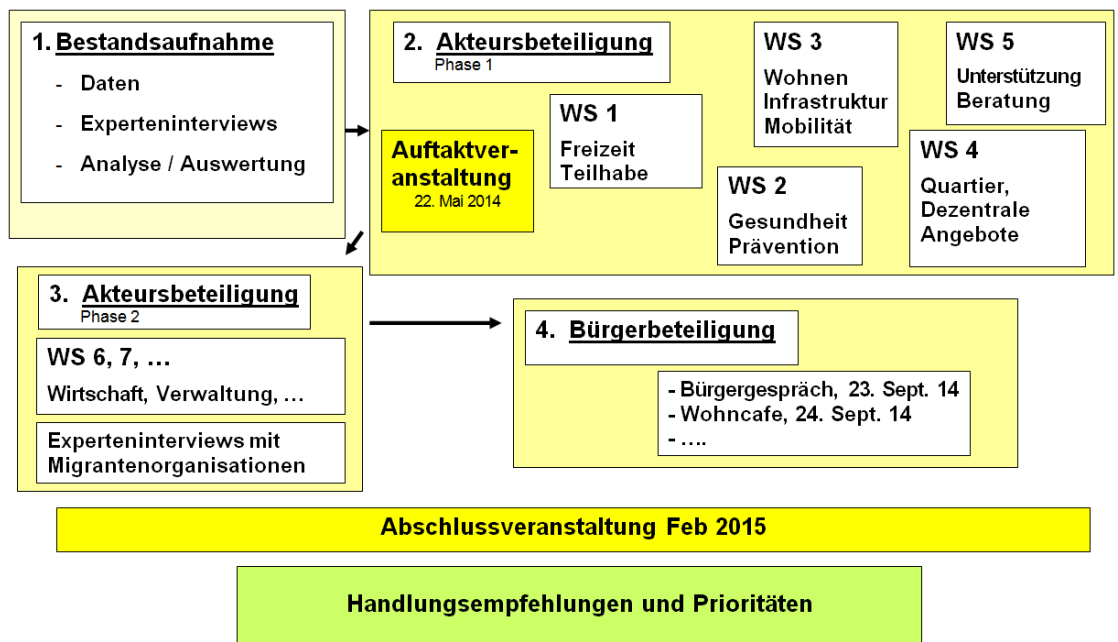 1. Bestandsaufnahme
- Daten
- Experteninterviews
- Analyse / Auswertung
2. Akteursbeteiligung
Phase 1
Auftaktver-
anstaltung
22. Mai 2014
WS 1
Freizeit
Teilhabe
WS 3
Wohnen
Infrastruktur
Mobilität
WS 2
Gesundheit
Prävention
WS 5
Unterstützung
Beratung
WS 4
Quartier,
Dezentrale
Angebote
3. Akteursbeteiligung
Phase 2
WS 6, 7, …
Wirtschaft, Verwaltung, …
Experteninterviews mit
Migrantenorganisationen
4. Bürgerbeteiligung
- Bürgergespräch, 23. Sept. 14
- Wohncafe, 24. Sept. 14
- ….
Abschlussveranstaltung Feb 2015
Handlungsempfehlungen und Prioritäten